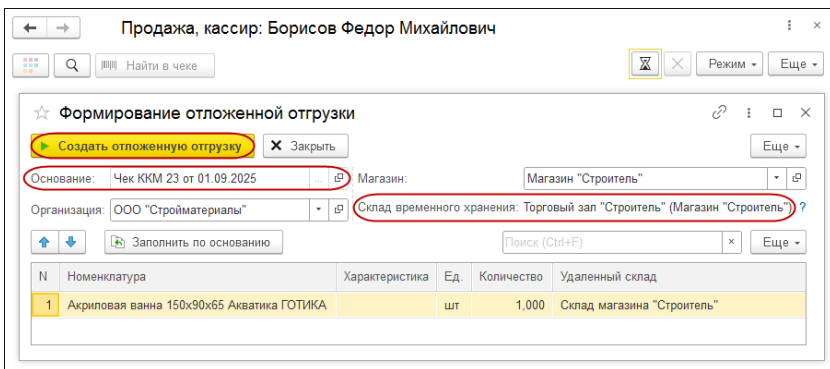 Продажа, кассир: Борисов Федор Михайлович
Найти в чеке Режим Еще
Формирование отложенной отгрузки
Создать отложенную отгрузку Закрыть Еще
Основание: Чек ККМ 23 от 01.09.2025 ... Магазин: Магазин "Строитель"
Организация: ООО "Стройматериалы" Склад временного хранения: Торговый зал "Строитель" (Магазин "Строитель") ?
Заполнить по основанию Поиск (Ctrl+F) × Еще
N Номенклатура Характеристика Ед. Количество Удаленный склад
1 Акриловая ванна 150х90х65 Акватика ГОТИКА шт 1,000 Склад магазина "Строитель"